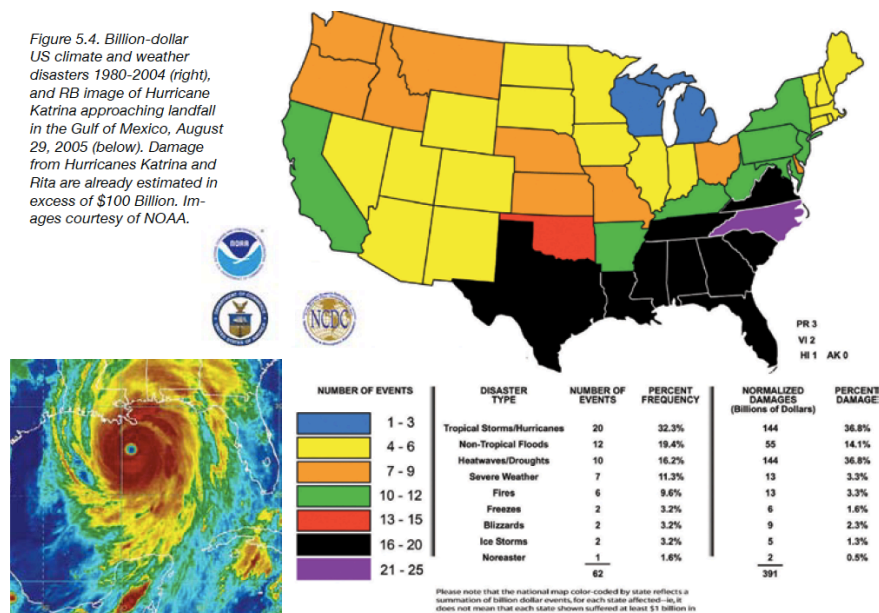 Figure 5.4. Billion-dollar
US climate and weather
disasters 1980-2004 (right),
and RB image of Hurricane
Katrina approaching landfall
in the Gulf of Mexico, August
29, 2005 (below). Damage
from Hurricanes Katrina and
Rita are already estimated in
excess of $100 Billion. Im-
ages courtesy of NOAA.
NOAA
NCDC
PR 3
VI 2
HI 1 AK 0
NUMBER OF EVENTS
1 - 3
4 - 6
7 - 9
10 - 12
13 - 15
16 - 20
21 - 25
DISASTER TYPE NUMBER OF EVENTS PERCENT FREQUENCY NORMALIZED DAMAGES (Billions of Dollars) PERCENT DAMAGE
Tropical Storms/Hurricanes 20 32.3% 144 36.8%
Non-Tropical Floods 12 19.4% 55 14.1%
Heatwaves/Droughts 10 16.2% 144 36.8%
Severe Weather 7 11.3% 13 3.3%
Fires 6 9.6% 13 3.3%
Freezes 2 3.2% 6 1.6%
Blizzards 2 3.2% 9 2.3%
Ice Storms 2 3.2% 5 1.3%
Noreaster 1 1.6% 2 0.5%
62 391
Please note that the national map color-coded by state reflects a
summation of billion dollar events, for each state affected--ie, it
does not mean that each state shown suffered at least $1 billion in